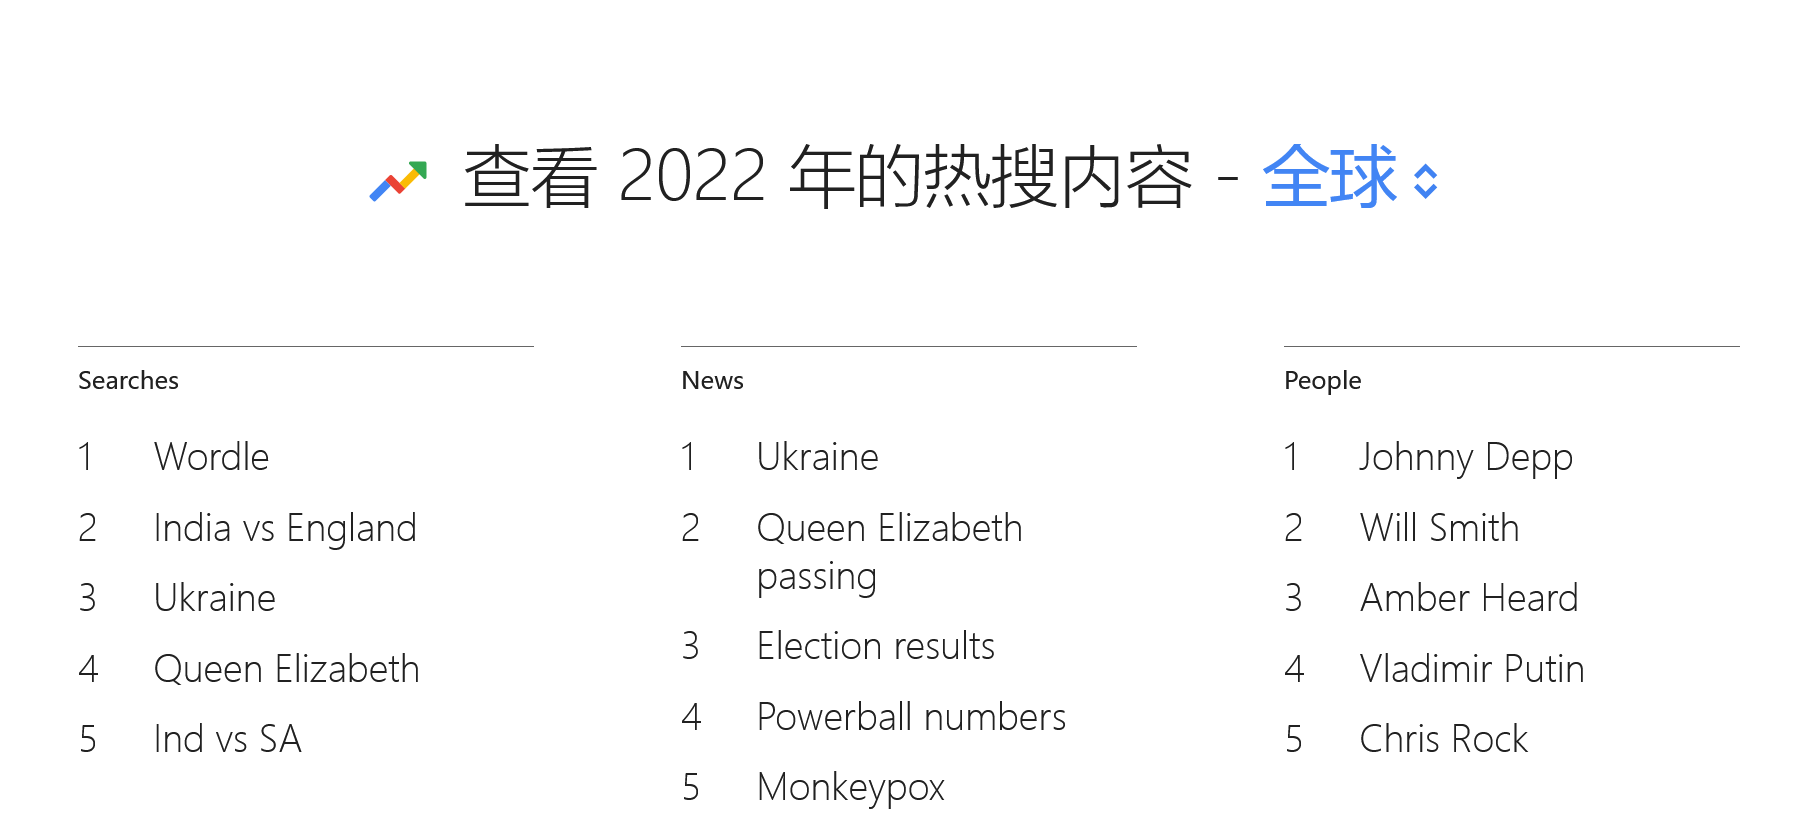 查看 2022 年的热搜内容 - 全球
Searches
1 Wordle
2 India vs England
3 Ukraine
4 Queen Elizabeth
5 Ind vs SA
News
1 Ukraine
2 Queen Elizabeth
passing
3 Election results
4 Powerball numbers
5 Monkeypox
People
1 Johnny Depp
2 Will Smith
3 Amber Heard
4 Vladimir Putin
5 Chris Rock